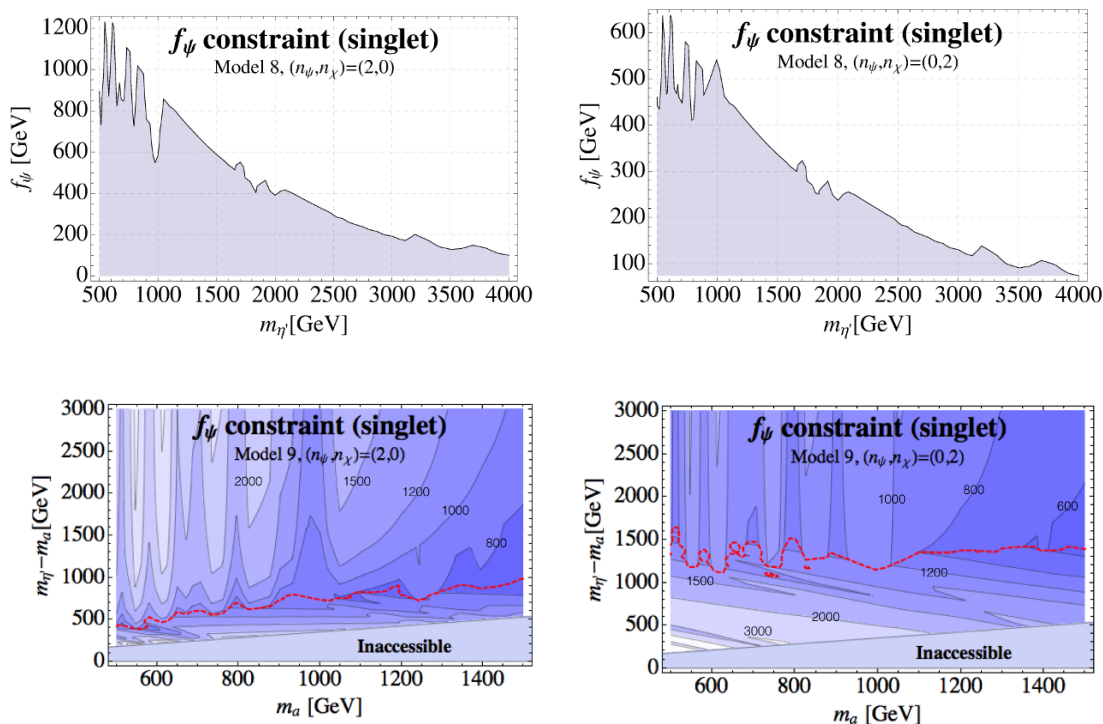 f_ψ constraint (singlet)
Model 8, (n_ψ,n_χ)=(2,0)
f_ψ [GeV]
1200
1000
800
600
400
200
0
500 1000 1500 2000 2500 3000 3500 4000
m_η'[GeV]
f_ψ constraint (singlet)
Model 8, (n_ψ,n_χ)=(0,2)
f_ψ [GeV]
600
500
400
300
200
100
500 1000 1500 2000 2500 3000 3500 4000
m_η'[GeV]
f_ψ constraint (singlet)
Model 9, (n_ψ,n_χ)=(2,0)
m_η'−m_a[GeV]
3000
2500
2000
1500
1000
500
0
2000
1500
1200
1000
800
Inaccessible
600 800 1000 1200 1400
m_a [GeV]
f_ψ constraint (singlet)
Model 9, (n_ψ,n_χ)=(0,2)
m_η'−m_a[GeV]
3000
2500
2000
1500
1000
500
0
1000
800
600
1500
1200
2000
3000
Inaccessible
600 800 1000 1200 1400
m_a [GeV]